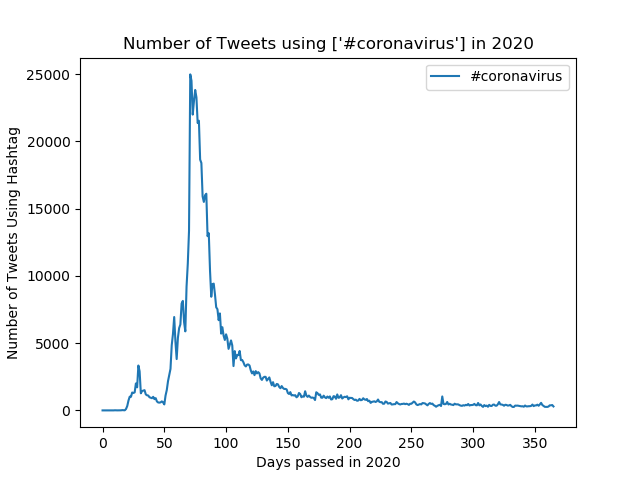 Number of Tweets using ['#coronavirus'] in 2020
#coronavirus
Number of Tweets Using Hashtag
25000
20000
15000
10000
5000
0
0 50 100 150 200 250 300 350
Days passed in 2020